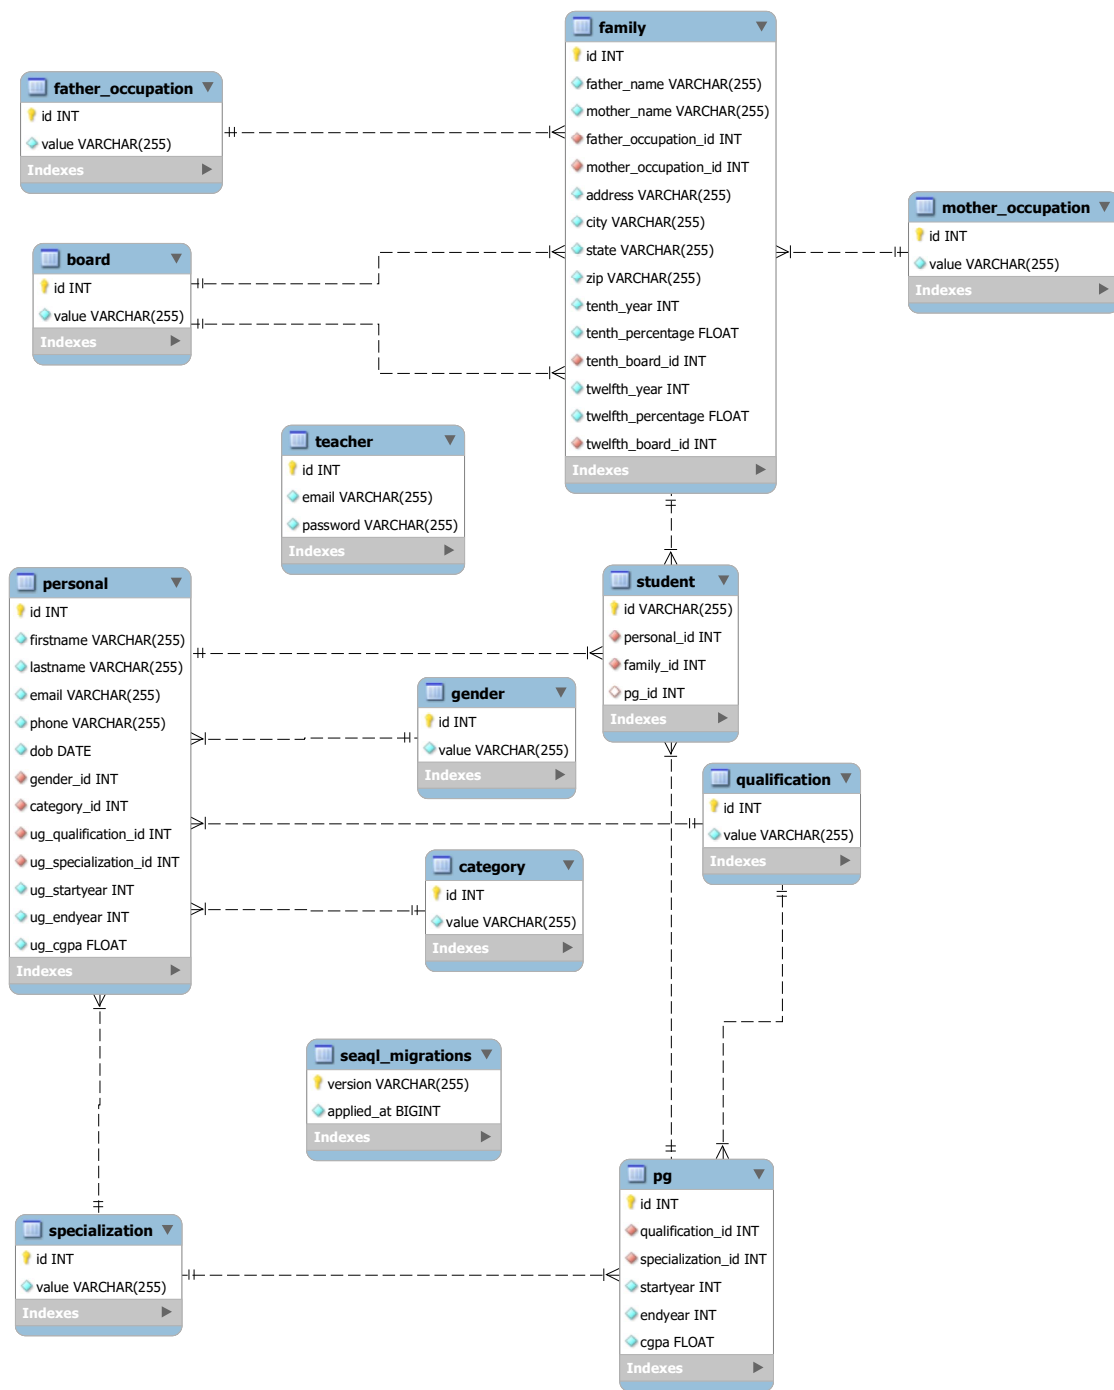 family
id INT
father_name VARCHAR(255)
mother_name VARCHAR(255)
father_occupation_id INT
mother_occupation_id INT
address VARCHAR(255)
city VARCHAR(255)
state VARCHAR(255)
zip VARCHAR(255)
tenth_year INT
tenth_percentage FLOAT
tenth_board_id INT
twelfth_year INT
twelfth_percentage FLOAT
twelfth_board_id INT
Indexes
father_occupation
id INT
value VARCHAR(255)
Indexes
mother_occupation
id INT
value VARCHAR(255)
Indexes
board
id INT
value VARCHAR(255)
Indexes
teacher
id INT
email VARCHAR(255)
password VARCHAR(255)
Indexes
personal
id INT
firstname VARCHAR(255)
lastname VARCHAR(255)
email VARCHAR(255)
phone VARCHAR(255)
dob DATE
gender_id INT
category_id INT
ug_qualification_id INT
ug_specialization_id INT
ug_startyear INT
ug_endyear INT
ug_cgpa FLOAT
Indexes
student
id VARCHAR(255)
personal_id INT
family_id INT
pg_id INT
Indexes
gender
id INT
value VARCHAR(255)
Indexes
qualification
id INT
value VARCHAR(255)
Indexes
category
id INT
value VARCHAR(255)
Indexes
seaql_migrations
version VARCHAR(255)
applied_at BIGINT
Indexes
pg
id INT
qualification_id INT
specialization_id INT
startyear INT
endyear INT
cgpa FLOAT
Indexes
specialization
id INT
value VARCHAR(255)
Indexes